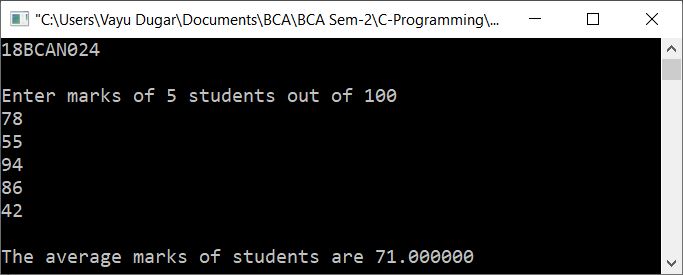 "C:\Users\Vayu Dugar\Documents\BCA\BCA Sem-2\C-Programming\...
18BCAN024
Enter marks of 5 students out of 100
78
55
94
86
42
The average marks of students are 71.000000